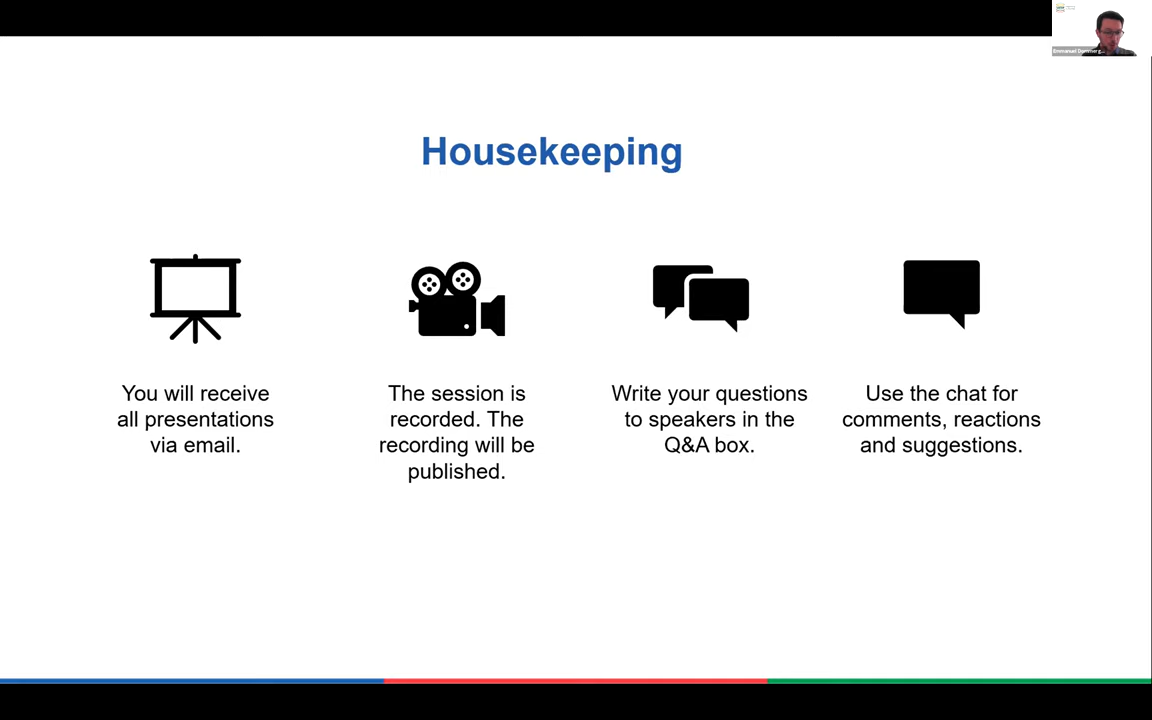 Emmanuel
Housekeeping
You will receive
all presentations
via email.
The session is
recorded. The
recording will be
published.
Write your questions
to speakers in the
Q&A box.
Use the chat for
comments, reactions
and suggestions.